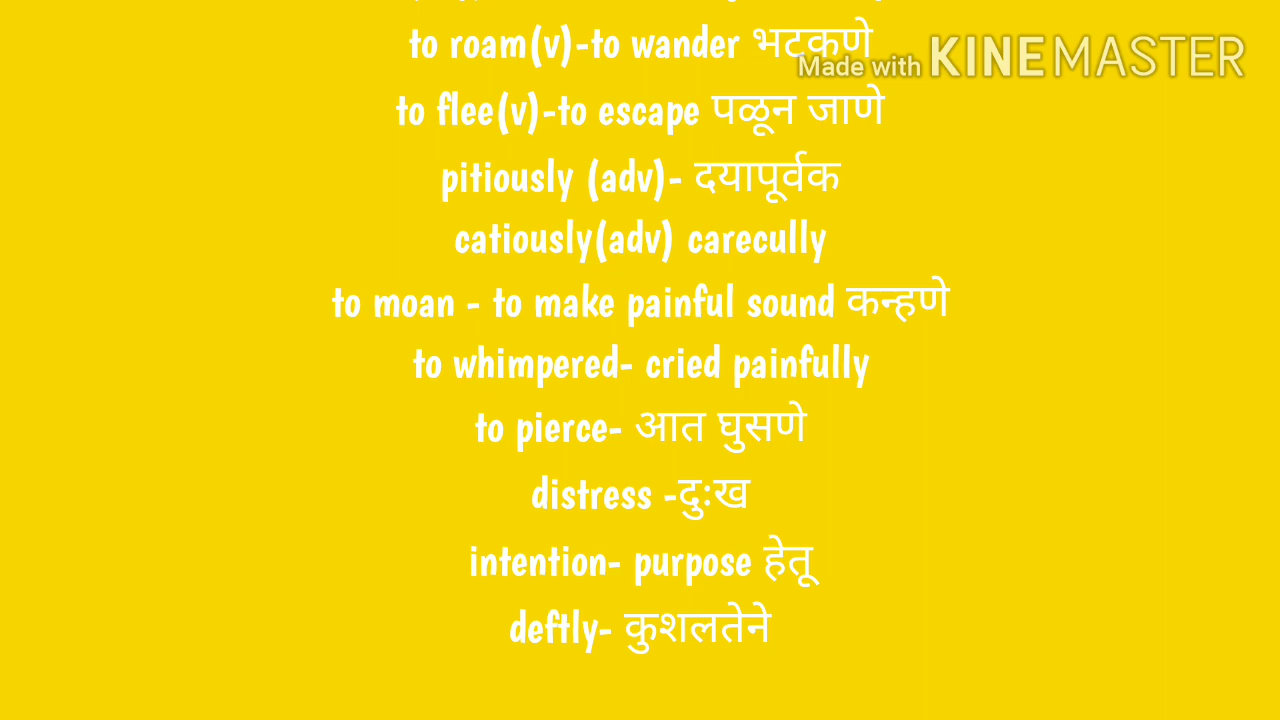 to roam(v)-to wander भटकणे
Made with KINEMASTER
to flee(v)-to escape पळून जाणे
pitiously (adv)- दयापूर्वक
catiously(adv) carecully
to moan - to make painful sound कन्हणे
to whimpered- cried painfully
to pierce- आत घुसणे
distress -दुःख
intention- purpose हेतू
deftly- कुशलतेने